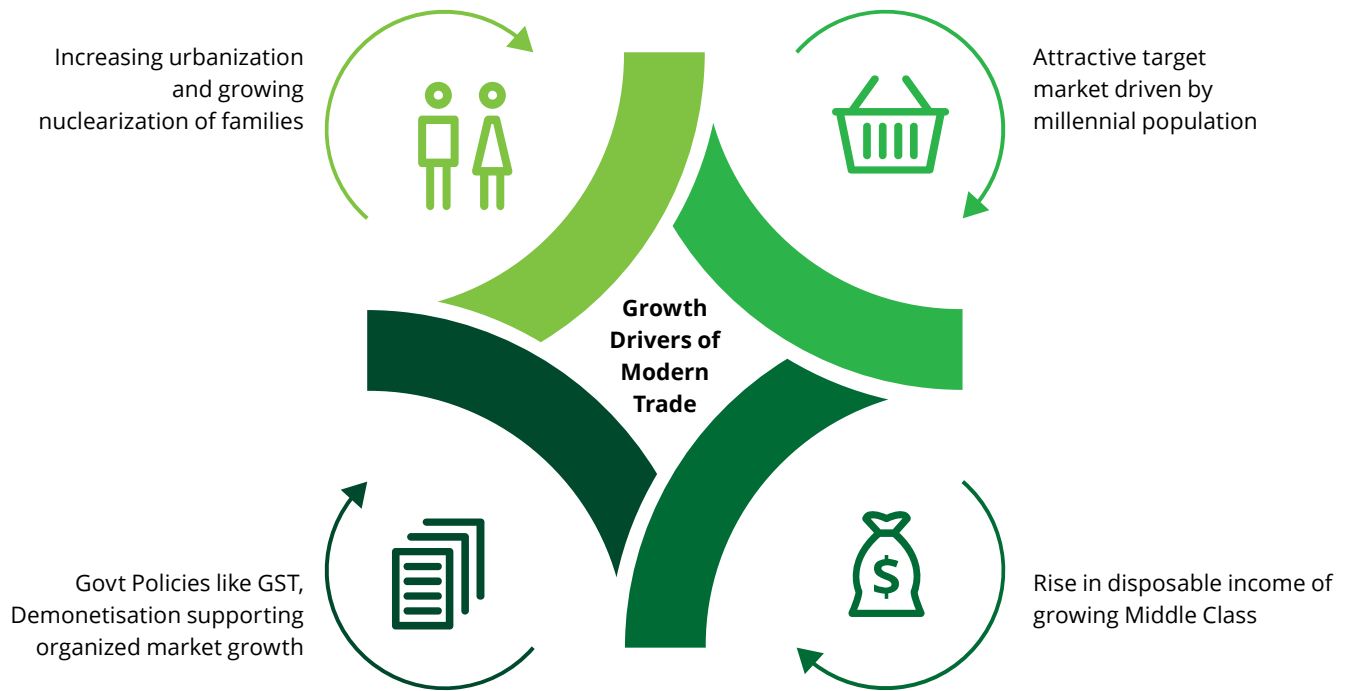 Increasing urbanization
and growing
nuclearization of families
Attractive target
market driven by
millennial population
Growth
Drivers of
Modern
Trade
Govt Policies like GST,
Demonetisation supporting
organized market growth
$
Rise in disposable income of
growing Middle Class